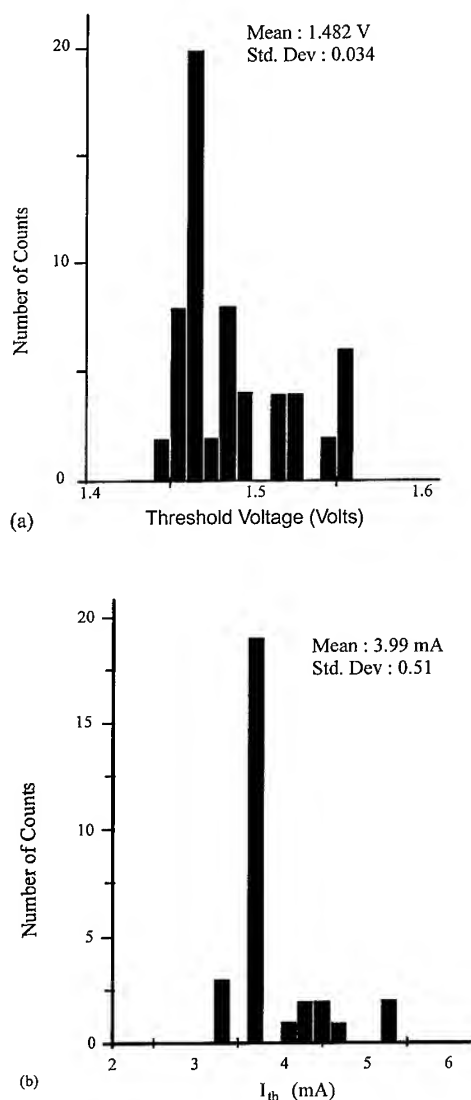 Mean : 1.482 V
Std. Dev : 0.034
20
10
0
Number of Counts
1.4 1.5 1.6
(a) Threshold Voltage (Volts)
Mean : 3.99 mA
Std. Dev : 0.51
20
15
10
5
0
Number of Counts
2 3 4 5 6
(b) Ith (mA)